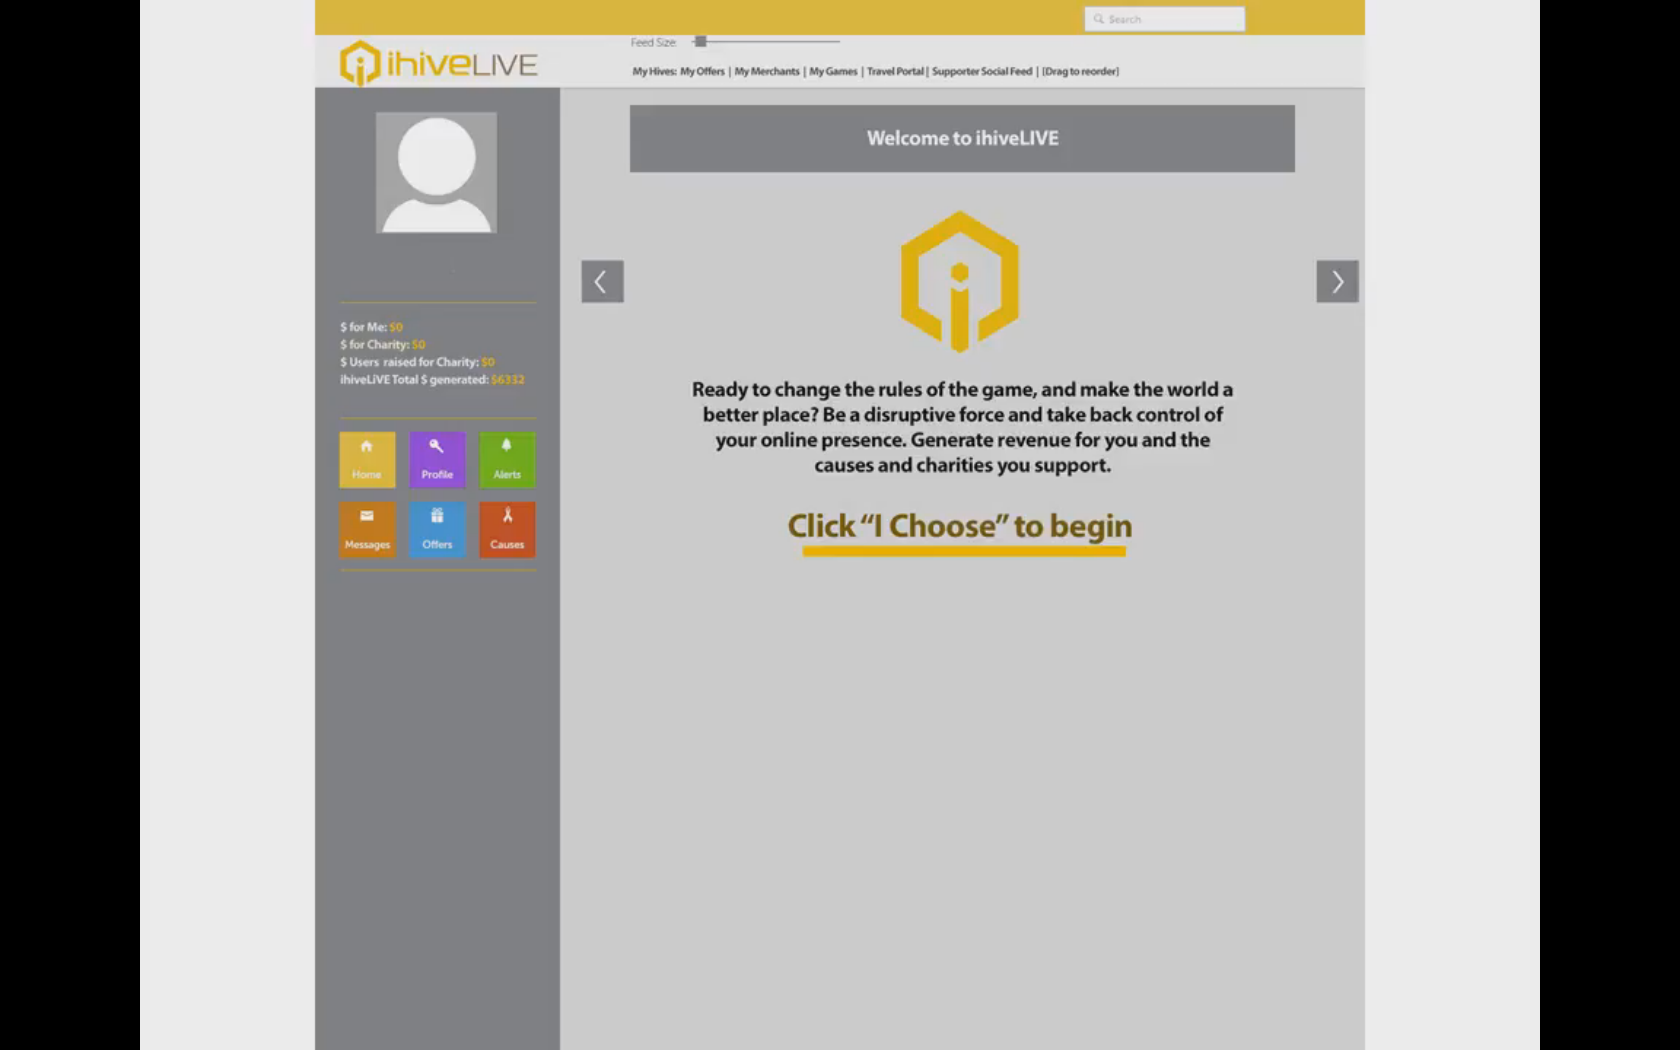 Search
ihiveLIVE
Feed Size:
My Hives: My Offers | My Merchants | My Games | Travel Portal | Supporter Social Feed | [Drag to reorder]
Welcome to ihiveLIVE
$ for Me: $0
$ for Charity: $0
$ Users raised for Charity: $0
ihiveLiVE Total $ generated: $6332
Home
Profile
Alerts
Messages
Offers
Causes
Ready to change the rules of the game, and make the world a
better place? Be a disruptive force and take back control of
your online presence. Generate revenue for you and the
causes and charities you support.
Click “I Choose” to begin